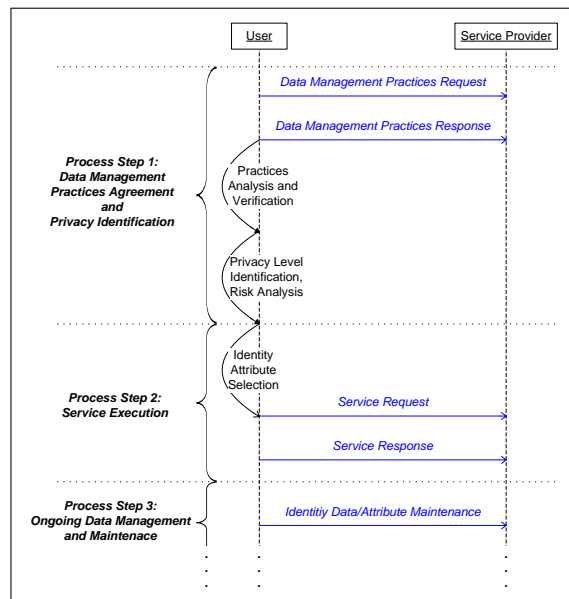 User
Service Provider
Data Management Practices Request
Data Management Practices Response
Process Step 1:
Data Management
Practices Agreement
and
Privacy Identification
Practices
Analysis and
Verification
Privacy Level
Identification,
Risk Analysis
Identity
Attribute
Selection
Process Step 2:
Service Execution
Service Request
Service Response
Process Step 3:
Ongoing Data Management
and Maintenace
Identitiy Data/Attribute Maintenance